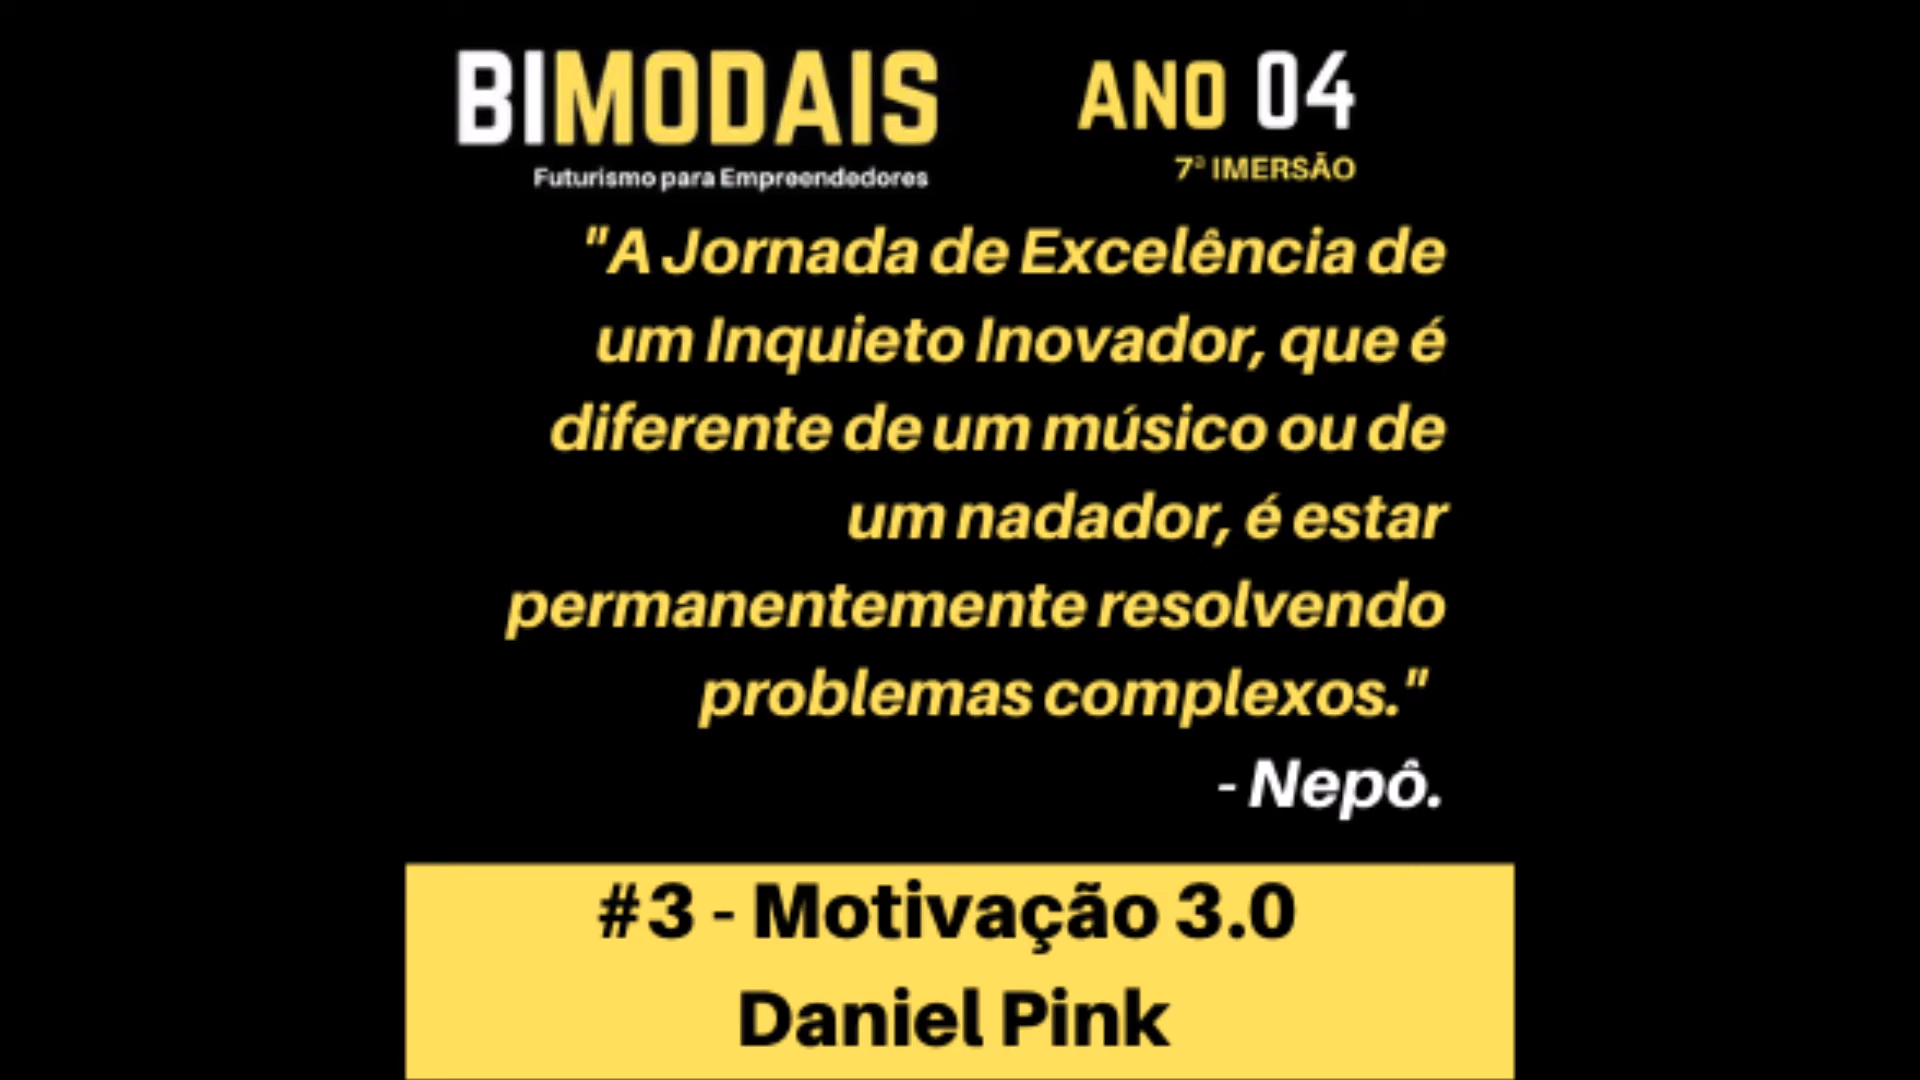 BIMODAIS
Futurismo para Empreendedores
ANO 04
7ª IMERSÃO
"A Jornada de Excelência de
um Inquieto Inovador, que é
diferente de um músico ou de
um nadador, é estar
permanentemente resolvendo
problemas complexos."
- Nepô.
#3 - Motivação 3.0
Daniel Pink